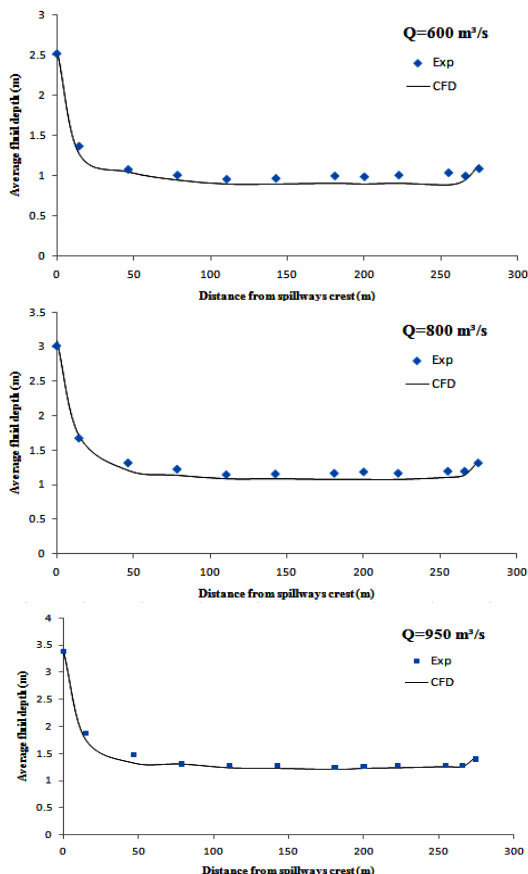 3
Q=600 m³/s
2.5
Exp
2
CFD
1.5
1
0.5
0
Average fluid depth (m)
0 50 100 150 200 250 300
Distance from spillways crest (m)
3.5
Q=800 m³/s
3
Exp
2.5
CFD
2
1.5
1
0.5
0
Average fluid depth (m)
0 50 100 150 200 250 300
Distance from spillways crest (m)
4
Q=950 m³/s
3.5
Exp
3
CFD
2.5
2
1.5
1
0.5
0
Average fluid depth (m)
0 50 100 150 200 250 300
Distance from spillways crest (m)